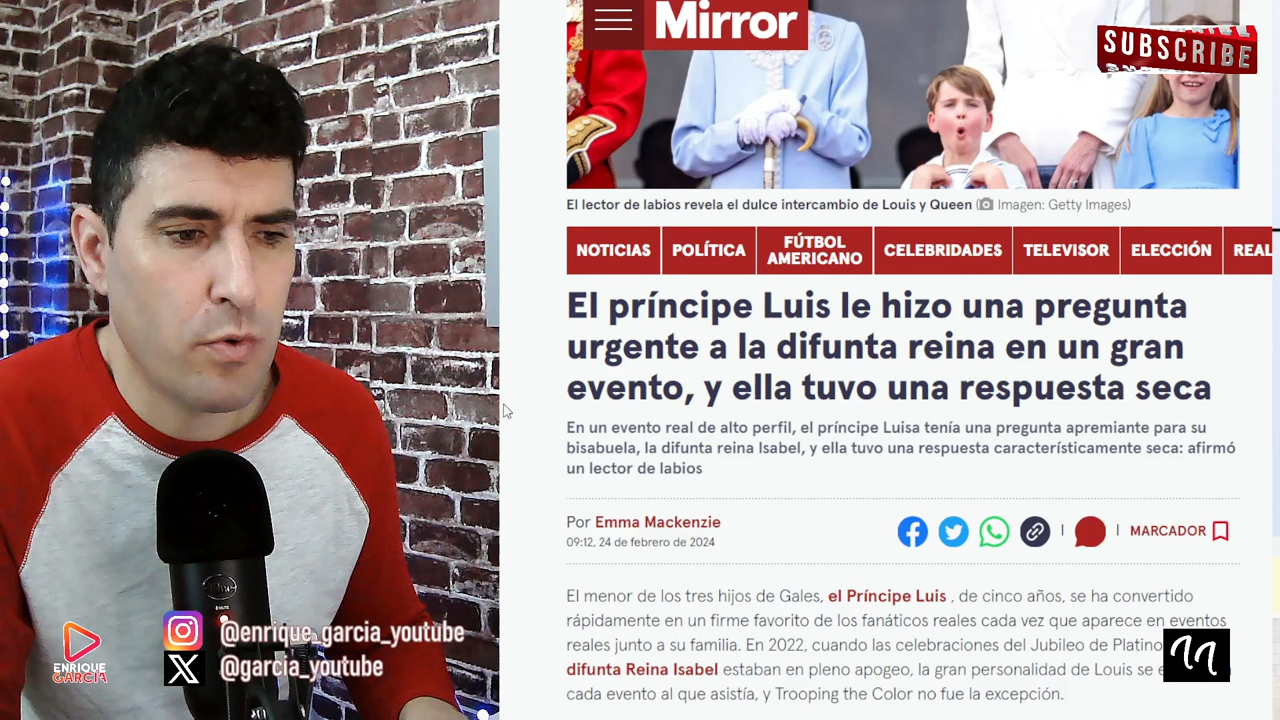 Mirror
SUBSCRIBE
El lector de labios revela el dulce intercambio de Louis y Queen ( Imagen: Getty Images)
NOTICIAS
POLÍTICA
FÚTBOL
AMERICANO
CELEBRIDADES
TELEVISOR
ELECCIÓN
REAL
El príncipe Luis le hizo una pregunta
urgente a la difunta reina en un gran
evento, y ella tuvo una respuesta seca
En un evento real de alto perfil, el príncipe Luisa tenía una pregunta apremiante para su
bisabuela, la difunta reina Isabel, y ella tuvo una respuesta característicamente seca: afirmó
un lector de labios
Por Emma Mackenzie
09:12, 24 de febrero de 2024
MARCADOR
El menor de los tres hijos de Gales, el Príncipe Luis , de cinco años, se ha convertido
rápidamente en un firme favorito de los fanáticos reales cada vez que aparece en eventos
reales junto a su familia. En 2022, cuando las celebraciones del Jubileo de Platino
difunta Reina Isabel estaban en pleno apogeo, la gran personalidad de Louis se
cada evento al que asistía, y Trooping the Color no fue la excepción.
@enrique_garcia_youtube
@garcia_youtube
ENRIQUE
GARCIA